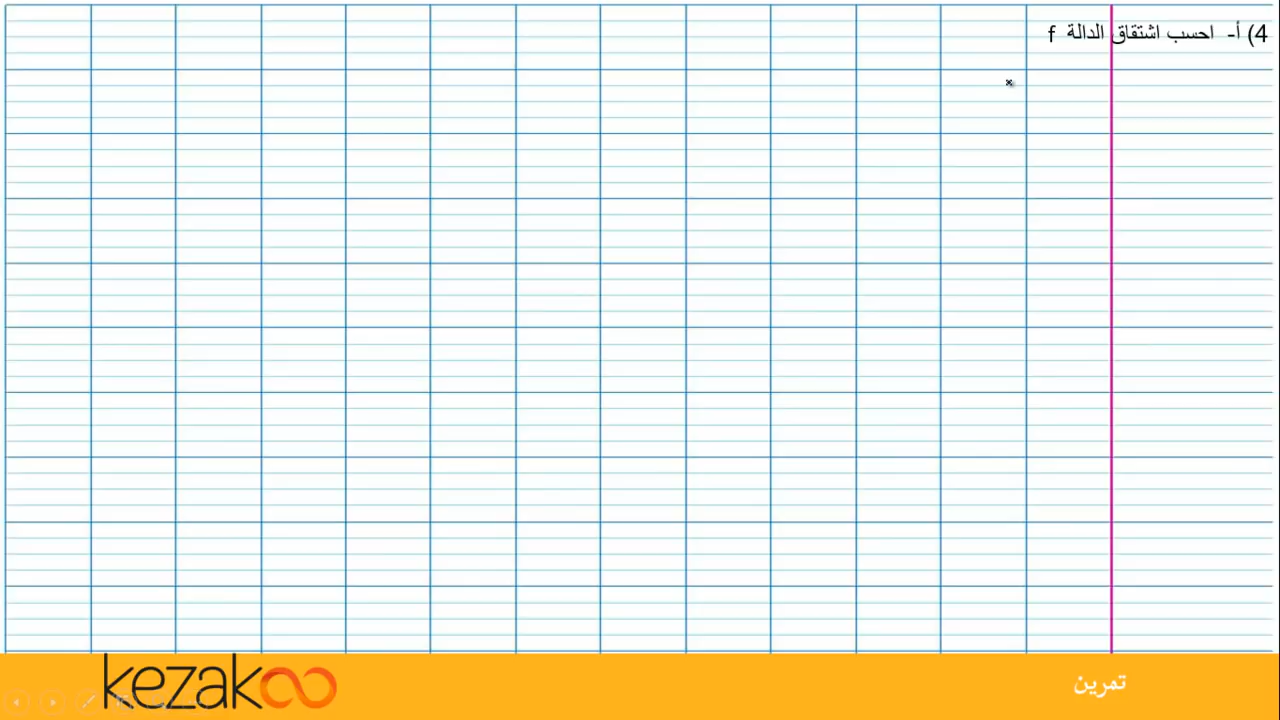 4) أ- احسب اشتقاق الدالة f
kezakoo
تمرين